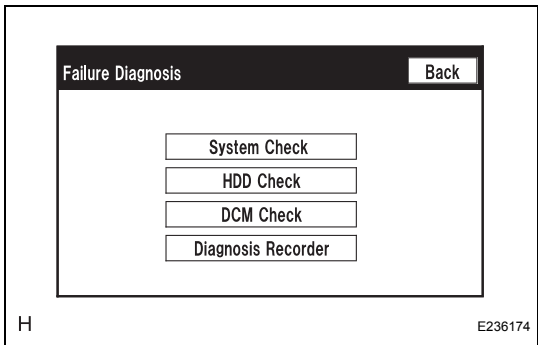 Failure Diagnosis
Back
System Check
HDD Check
DCM Check
Diagnosis Recorder
H
E236174